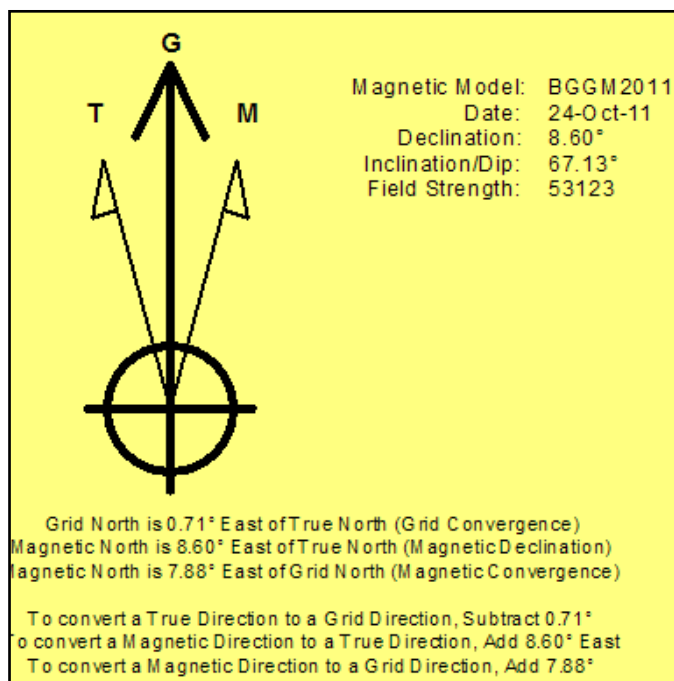 G
T
M
Magnetic Model: BGGM2011
Date: 24-Oct-11
Declination: 8.60°
Inclination/Dip: 67.13°
Field Strength: 53123
Grid North is 0.71° East of True North (Grid Convergence)
Magnetic North is 8.60° East of True North (Magnetic Declination)
Magnetic North is 7.88° East of Grid North (Magnetic Convergence)
To convert a True Direction to a Grid Direction, Subtract 0.71°
To convert a Magnetic Direction to a True Direction, Add 8.60° East
To convert a Magnetic Direction to a Grid Direction, Add 7.88°